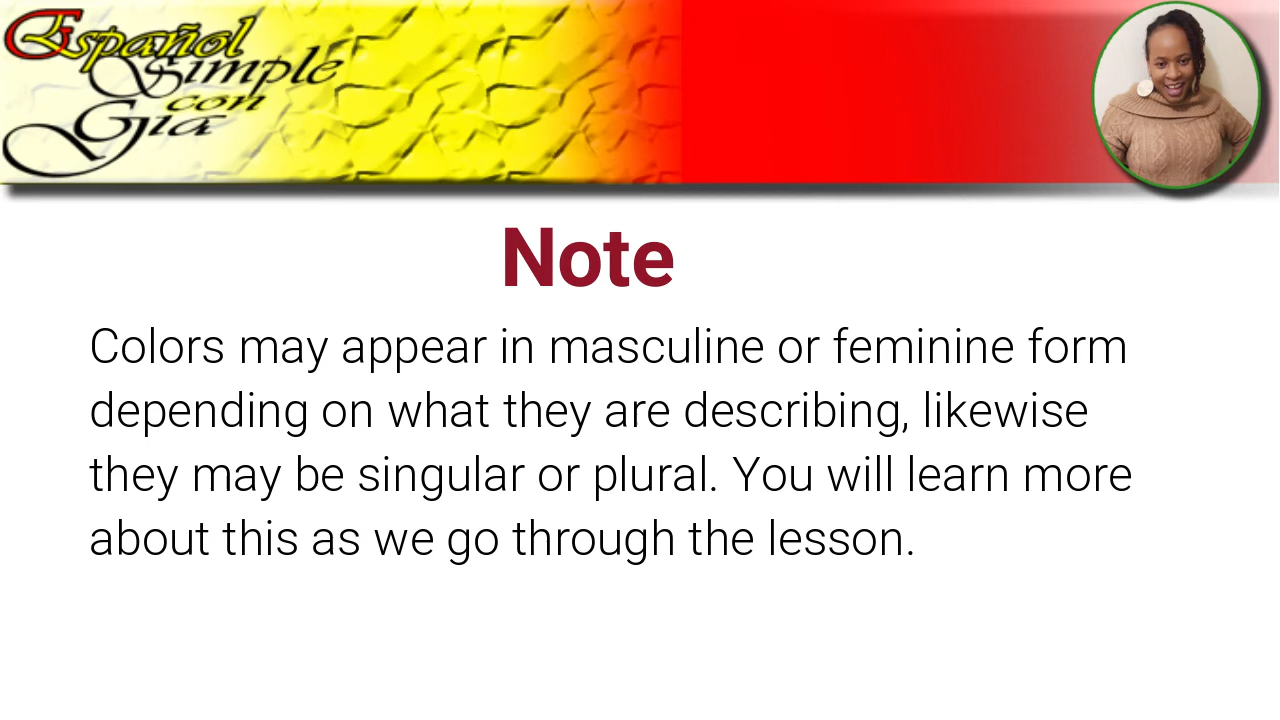 Español
Simple
con
Gia
Note
Colors may appear in masculine or feminine form
depending on what they are describing, likewise
they may be singular or plural. You will learn more
about this as we go through the lesson.